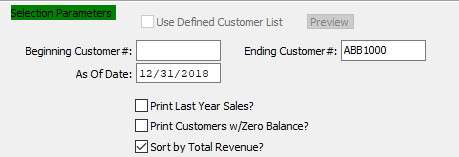 Selection Parameters
Use Defined Customer List Preview
Beginning Customer#: Ending Customer#: ABB1000
As Of Date: 12/31/2018
Print Last Year Sales?
Print Customers w/Zero Balance?
Sort by Total Revenue?